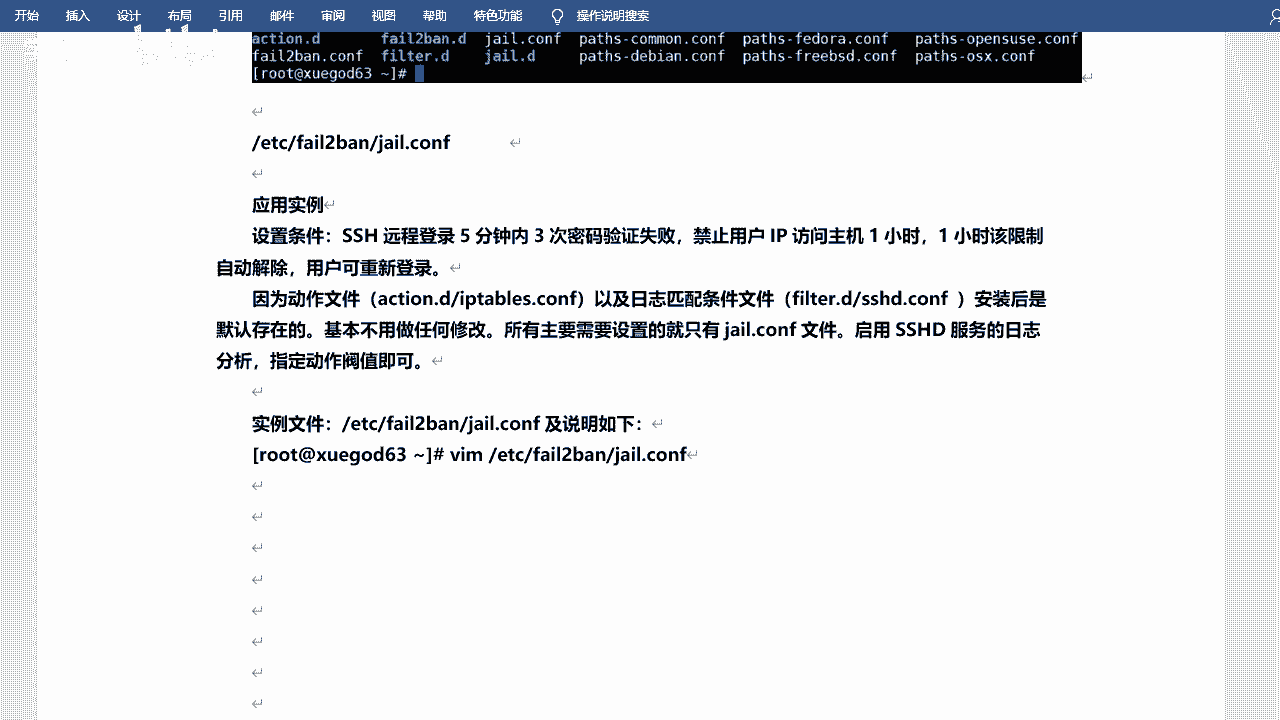 开始 插入 设计 布局 引用 邮件 审阅 视图 帮助 特色功能 操作说明搜索
action.d fail2ban.d jail.conf paths-common.conf paths-fedora.conf paths-opensuse.conf
fail2ban.conf filter.d jail.d paths-debian.conf paths-freebsd.conf paths-osx.conf
[root@xuegod63 ~]#
/etc/fail2ban/jail.conf
应用实例
设置条件：SSH 远程登录 5 分钟内 3 次密码验证失败，禁止用户 IP 访问主机 1 小时，1 小时该限制
自动解除，用户可重新登录。
因为动作文件（action.d/iptables.conf）以及日志匹配条件文件（filter.d/sshd.conf ）安装后是
默认存在的。基本不用做任何修改。所有主要需要设置的就只有 jail.conf 文件。启用 SSHD 服务的日志
分析，指定动作阀值即可。
实例文件：/etc/fail2ban/jail.conf 及说明如下：
[root@xuegod63 ~]# vim /etc/fail2ban/jail.conf